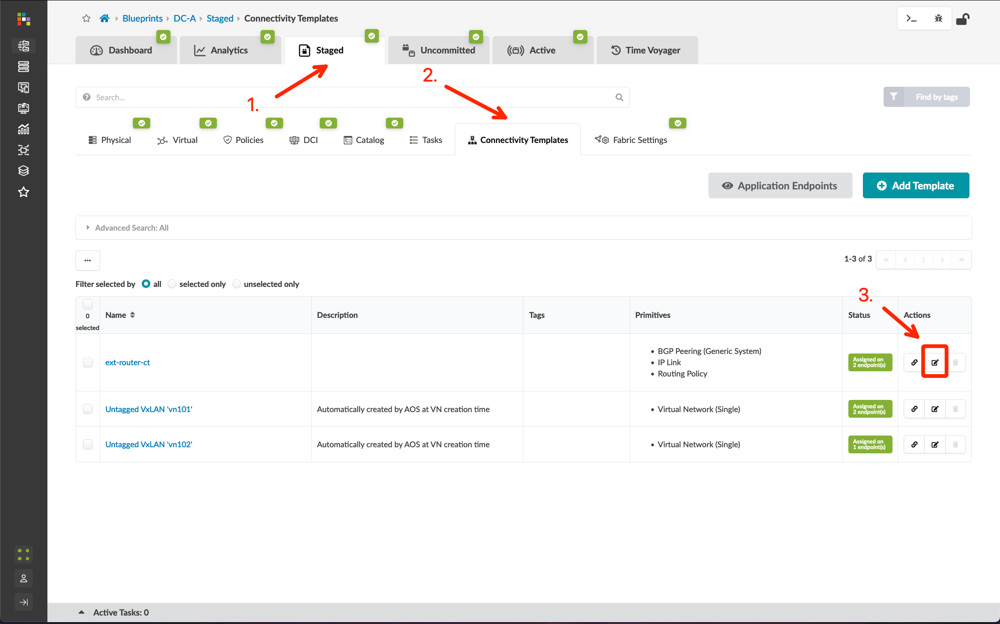 Blueprints DC-A Staged Connectivity Templates
Dashboard Analytics Staged Uncommitted Active Time Voyager
1.
2.
Search...
Find by tags
Physical Virtual Policies DCI Catalog Tasks Connectivity Templates Fabric Settings
Application Endpoints Add Template
Advanced Search: All
...
1-3 of 3 « < 1 > »
Filter selected by all selected only unselected only
3.
0 selected Name Description Tags Primitives Status Actions
ext-router-ct
BGP Peering (Generic System)
IP Link
Routing Policy
Assigned on
2 endpoint(s)
Untagged VxLAN 'vn101' Automatically created by AOS at VN creation time Virtual Network (Single)
Assigned on
2 endpoint(s)
Untagged VxLAN 'vn102' Automatically created by AOS at VN creation time Virtual Network (Single)
Assigned on
1 endpoint(s)
Active Tasks: 0